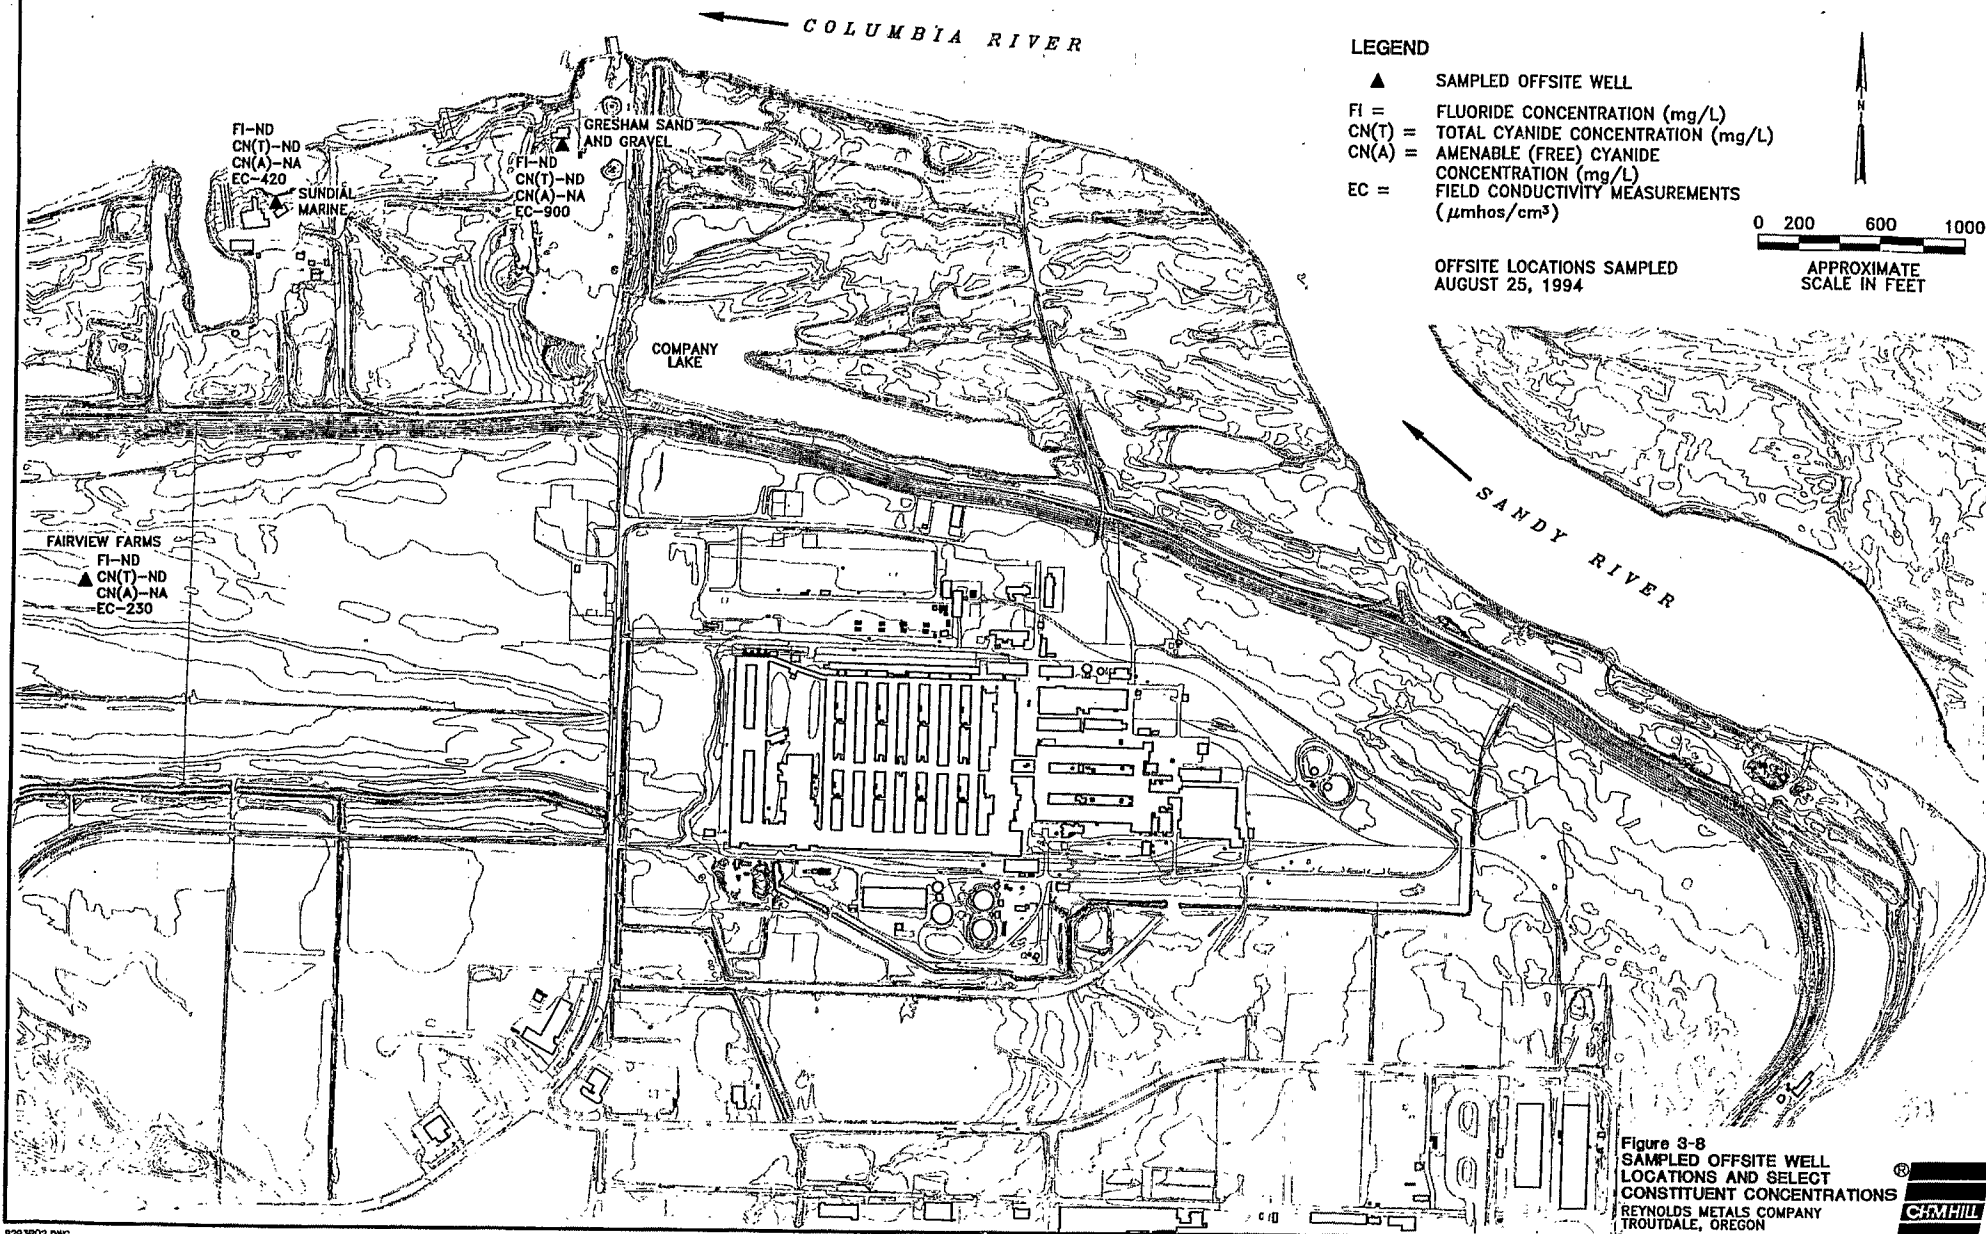 COLUMBIA RIVER
LEGEND
▲ SAMPLED OFFSITE WELL
Fl = FLUORIDE CONCENTRATION (mg/L)
CN(T) = TOTAL CYANIDE CONCENTRATION (mg/L)
CN(A) = AMENABLE (FREE) CYANIDE
CONCENTRATION (mg/L)
EC = FIELD CONDUCTIVITY MEASUREMENTS
(µmhos/cm³)
OFFSITE LOCATIONS SAMPLED
AUGUST 25, 1994
N
0 200 600 1000
APPROXIMATE
SCALE IN FEET
Fl-ND
CN(T)-ND
CN(A)-NA
EC-420
SUNDIAL
MARINE
GRESHAM SAND
AND GRAVEL
Fl-ND
CN(T)-ND
CN(A)-NA
EC-900
COMPANY
LAKE
SANDY RIVER
FAIRVIEW FARMS
Fl-ND
CN(T)-ND
CN(A)-NA
EC-230
Figure 3-8
SAMPLED OFFSITE WELL
LOCATIONS AND SELECT
CONSTITUENT CONCENTRATIONS
REYNOLDS METALS COMPANY
TROUTDALE, OREGON
®
CH2M HILL